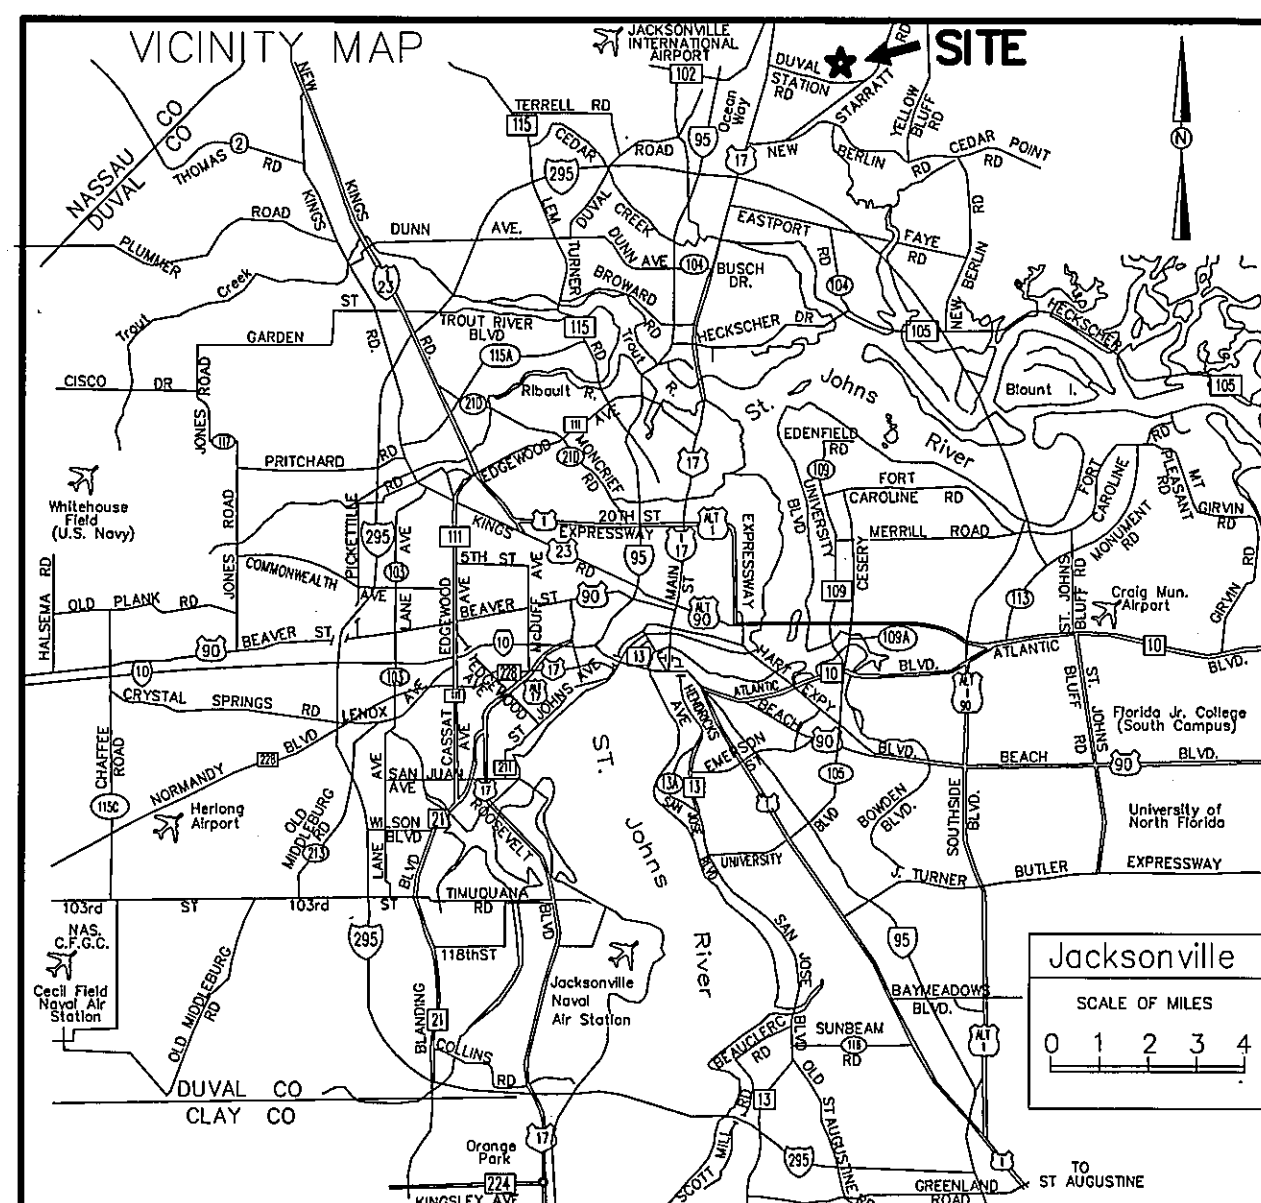 VICINITY MAP
JACKSONVILLE
INTERNATIONAL
AIRPORT
102
DUVAL
STATION
RD
SITE
RD
STARRATT
YELLOW
BLUFF
RD
NEW
KINGS
RD.
NEW
KINGS
RD.
NASSAU CO
DUVAL CO
THOMAS
2
RD
TERRELL RD
115
CEDAR
CREEK
295
LEM
TURNER
RD
DUVAL
ROAD
95
Ocean
Way
17
NEW
BERLIN
RD
CEDAR POINT
RD
N
PLUMMER
ROAD
DUNN AVE.
DUNN AVE
104
BUSCH
DR.
EASTPORT
RD
104
FAYE
RD
NEW BERLIN RD
Trout Creek
1
23
BROWARD
RD
HECKSCHER DR
105
HECKSCHER
105
GARDEN
ST
TROUT RIVER
BLVD
115
115A
Trout
R.
Ribault R.
210
CISCO DR
JONES ROAD
117
PRITCHARD
RD
EDGEWOOD
AVE
111
210
MONCRIEF
RD
17
St. Johns
River
Blount I.
EDENFIELD
RD
109
UNIVERSITY
BLVD
FORT
CAROLINE RD
FORT
CAROLINE
RD
MT
PLEASANT
RD
GIRVIN
RD
GIRVIN RD
MERRILL ROAD
MONUMENT
RD
CESERY
109
Whitehouse
Field
(U.S. Navy)
HALSEMA RD
JONES ROAD
PICKETTILLE
RD
295
LANE AVE
103
111
EDGEWOOD AVE
KINGS
23
RD
1
20TH ST
EXPRESSWAY
ALT
1
1
17
95
MAIN ST
EXPRESSWAY
5TH ST
McDUFF AVE
COMMONWEALTH
AVE
BEAVER ST
90
ALT
90
OLD PLANK RD
90
BEAVER ST
10
10
103
CRYSTAL SPRINGS RD
LENOX
AVE
EDGEWOOD
AVE
228
17
ALT
17
111
CASSAT AVE
ST JOHNS AVE
211
13
HART
EXPY
ATLANTIC
BLVD.
10
109A
ATLANTIC
BLVD.
10
113
ST. JOHNS
BLUFF RD
Craig Mun.
Airport
ALT
1
90
ST. JOHNS
BLUFF RD
Florida Jr. College
(South Campus)
BEACH
BLVD.
90
BEACH
90
BLVD.
HENDRICKS
AVE
EMERSON
ST
105
13A
13
SAN JOSE
BLVD
1
UNIVERSITY
BLVD
BOWDEN
BLVD.
SOUTHSIDE
BLVD.
University of
North Florida
J. TURNER BUTLER EXPRESSWAY
CHAFFEE
ROAD
115C
NORMANDY
228
BLVD
Herlong
Airport
OLD
MIDDLEBURG
RD
213
LANE AVE
SAN JUAN
AVE
WILSON
BLVD
21
17
ROOSEVELT
BLVD
ST.
Johns
River
TIMUQUANA
RD
103rd ST
103rd ST
NAS.
C.F.G.C.
Cecil Field
Naval Air
Station
OLD MIDDLEBURG
RD
295
118thST
Jacksonville
Naval
Air Station
BLANDING
BLVD
21
COLLINS
RD
SAN JOSE
BLVD
95
BAYMEADOWS
BLVD.
SUNBEAM
116
RD
BEAUCLERC
RD
ALT
1
OLD
ST AUGUSTINE
RD
13
SCOTT MILL
RD
295
DUVAL CO
CLAY CO
17
Orange
Park
224
KINGSLEY AVE
GREENLAND
ROAD
1
TO
ST AUGUSTINE
Jacksonville
SCALE OF MILES
0 1 2 3 4